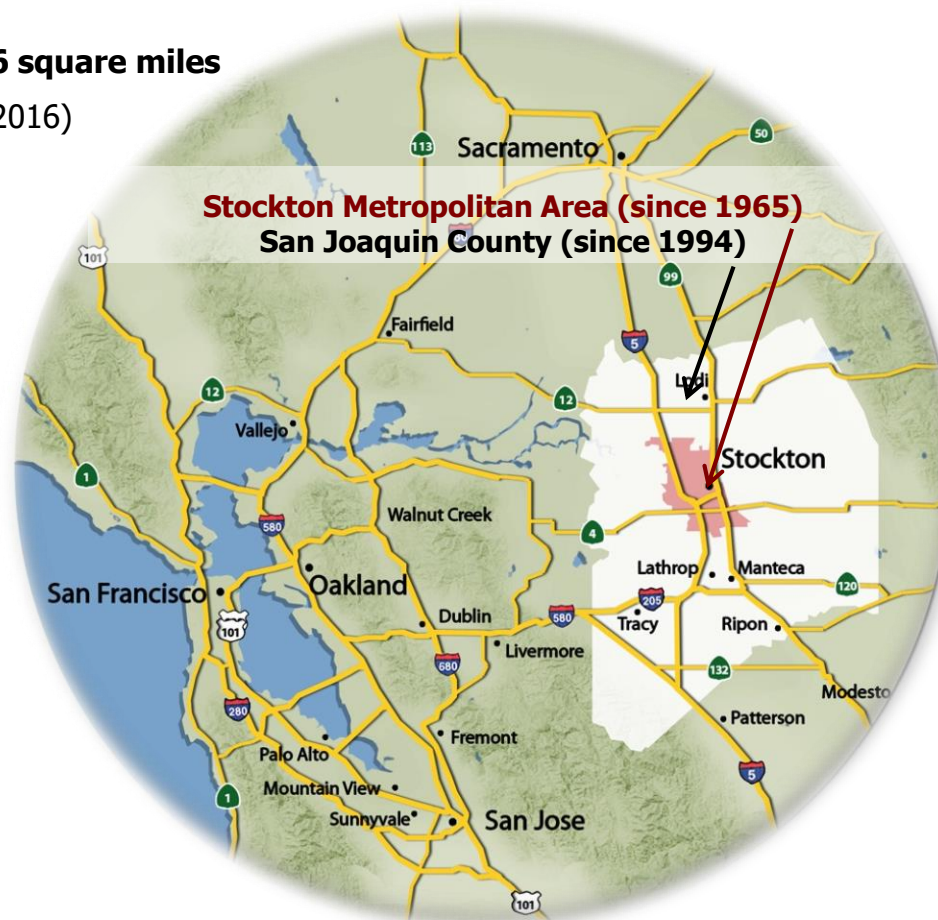 6 square miles
2016)
113
Sacramento
50
Stockton Metropolitan Area (since 1965)
San Joaquin County (since 1994)
101
80
99
Fairfield
5
Lodi
12
12
Vallejo
Stockton
1
Walnut Creek
580
4
Lathrop
Manteca
San Francisco
Oakland
120
205
Dublin
580
Tracy
Ripon
101
Livermore
680
132
Modesto
280
Patterson
Fremont
Palo Alto
5
Mountain View
1
Sunnyvale
San Jose
101